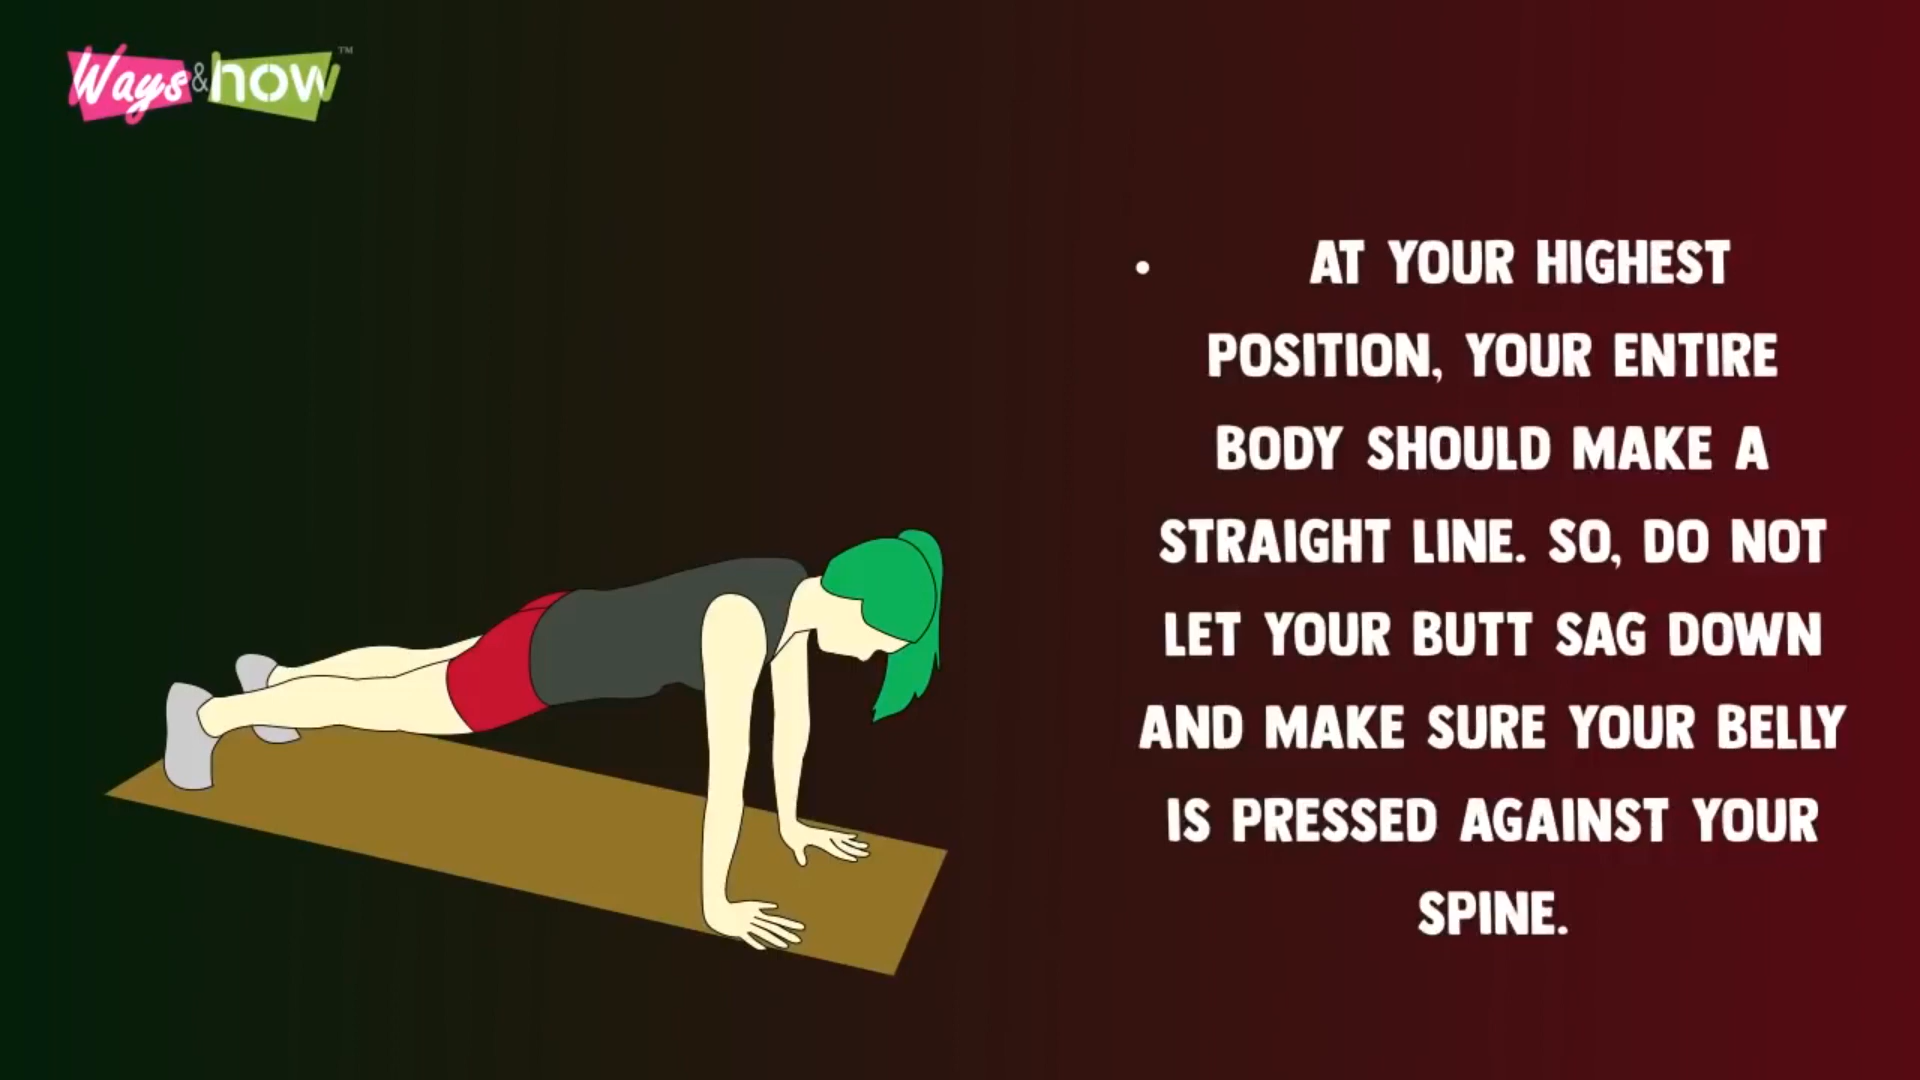 Ways & how ™
• AT YOUR HIGHEST
POSITION, YOUR ENTIRE
BODY SHOULD MAKE A
STRAIGHT LINE. SO, DO NOT
LET YOUR BUTT SAG DOWN
AND MAKE SURE YOUR BELLY
IS PRESSED AGAINST YOUR
SPINE.